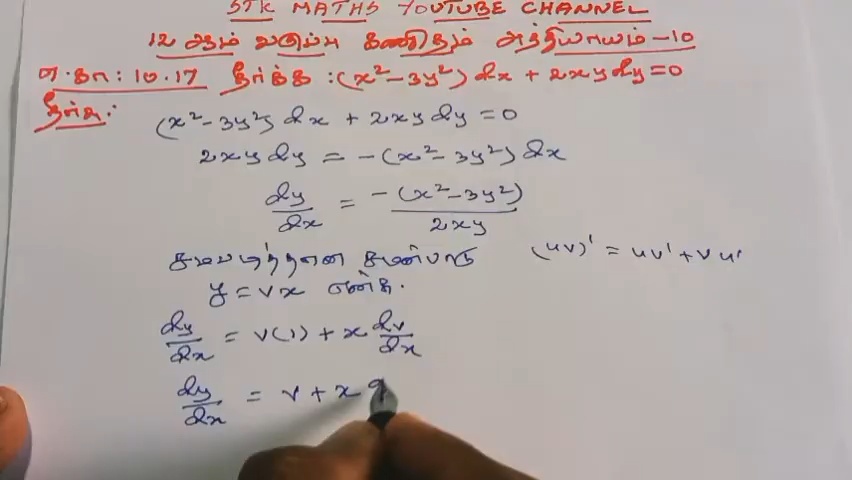 STK MATHS YOUTUBE CHANNEL
12 ஆம் வகுப்பு கணிதம் அத்தியாயம் -10
எ.கா : 10.17 தீர்க்க : (x² - 3y²) dx + 2xy dy = 0
தீர்வு :
(x² - 3y²) dx + 2xy dy = 0
2xy dy = - (x² - 3y²) dx
dy/dx = -(x² - 3y²)/2xy
சமபடித்தான சமன்பாடு (uv)' = uv' + vu'
y = vx என்க.
dy/dx = v(1) + x dv/dx
dy/dx = v + x